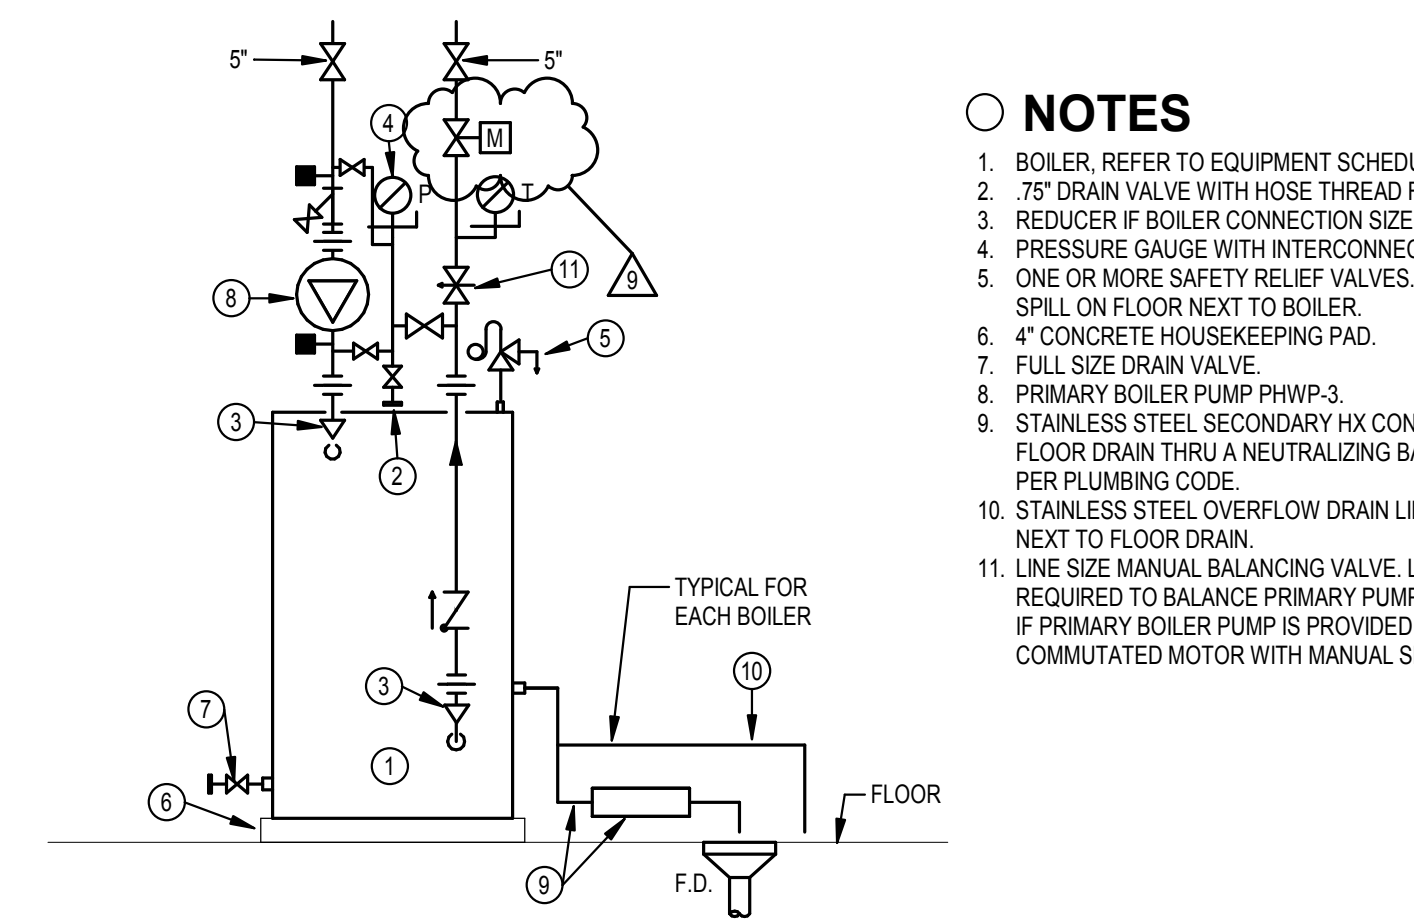 5"
5"
4
M
P
T
11
9
8
5
3
2
TYPICAL FOR
EACH BOILER
10
3
7
1
6
FLOOR
9
F.D.
NOTES
1. BOILER, REFER TO EQUIPMENT
2. .75" DRAIN VALVE WITH HOSE THREAD
3. REDUCER IF BOILER CONNECTION SIZE
4. PRESSURE GAUGE WITH
5. ONE OR MORE SAFETY RELIEF VALVES.
SPILL ON FLOOR NEXT TO BOILER.
6. 4" CONCRETE HOUSEKEEPING PAD.
7. FULL SIZE DRAIN VALVE.
8. PRIMARY BOILER PUMP PHWP-3.
9. STAINLESS STEEL SECONDARY HX
FLOOR DRAIN THRU A NEUTRALIZING
PER PLUMBING CODE.
10. STAINLESS STEEL OVERFLOW DRAIN
NEXT TO FLOOR DRAIN.
11. LINE SIZE MANUAL BALANCING VALVE.
REQUIRED TO BALANCE PRIMARY PUMP
IF PRIMARY BOILER PUMP IS PROVIDED
COMMUTATED MOTOR WITH MANUAL